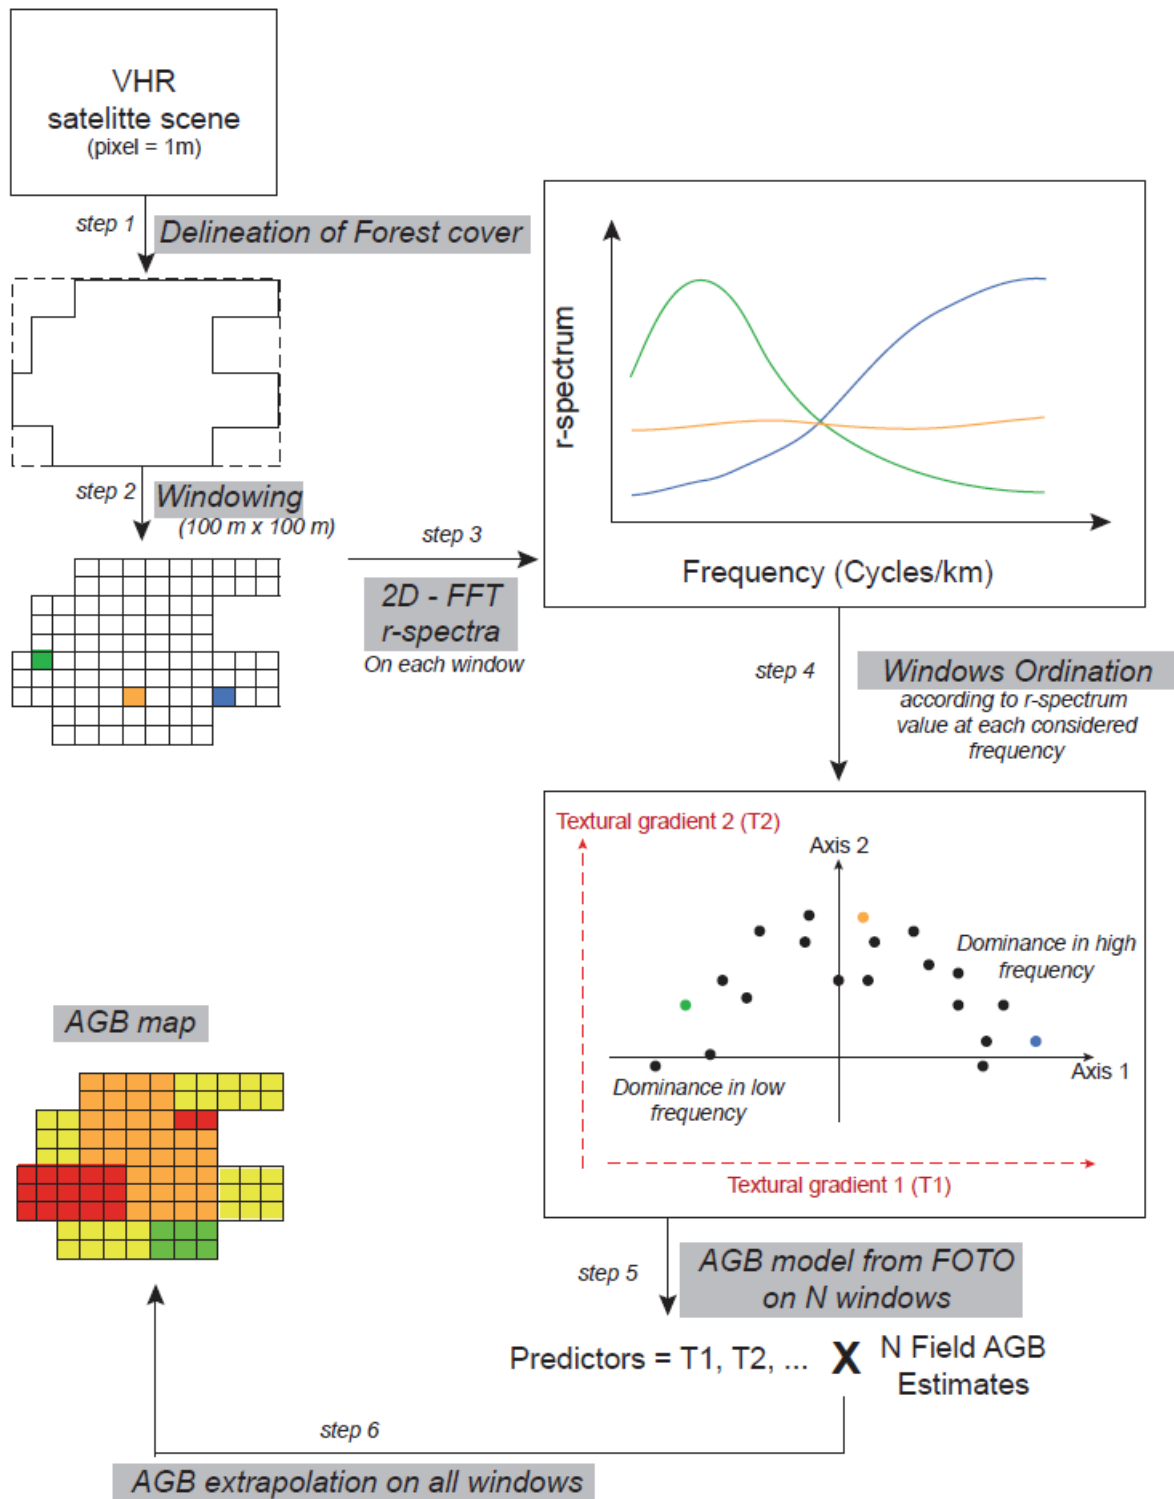 VHR
satelitte scene
(pixel = 1m)
step 1
Delineation of Forest cover
step 2
Windowing
(100 m x 100 m)
step 3
2D - FFT
r-spectra
On each window
r-spectrum
Frequency (Cycles/km)
step 4
Windows Ordination
according to r-spectrum
value at each considered
frequency
Textural gradient 2 (T2)
Axis 2
Dominance in high
frequency
Axis 1
Dominance in low
frequency
Textural gradient 1 (T1)
step 5
AGB model from FOTO
on N windows
Predictors = T1, T2, ... X N Field AGB
Estimates
step 6
AGB extrapolation on all windows
AGB map